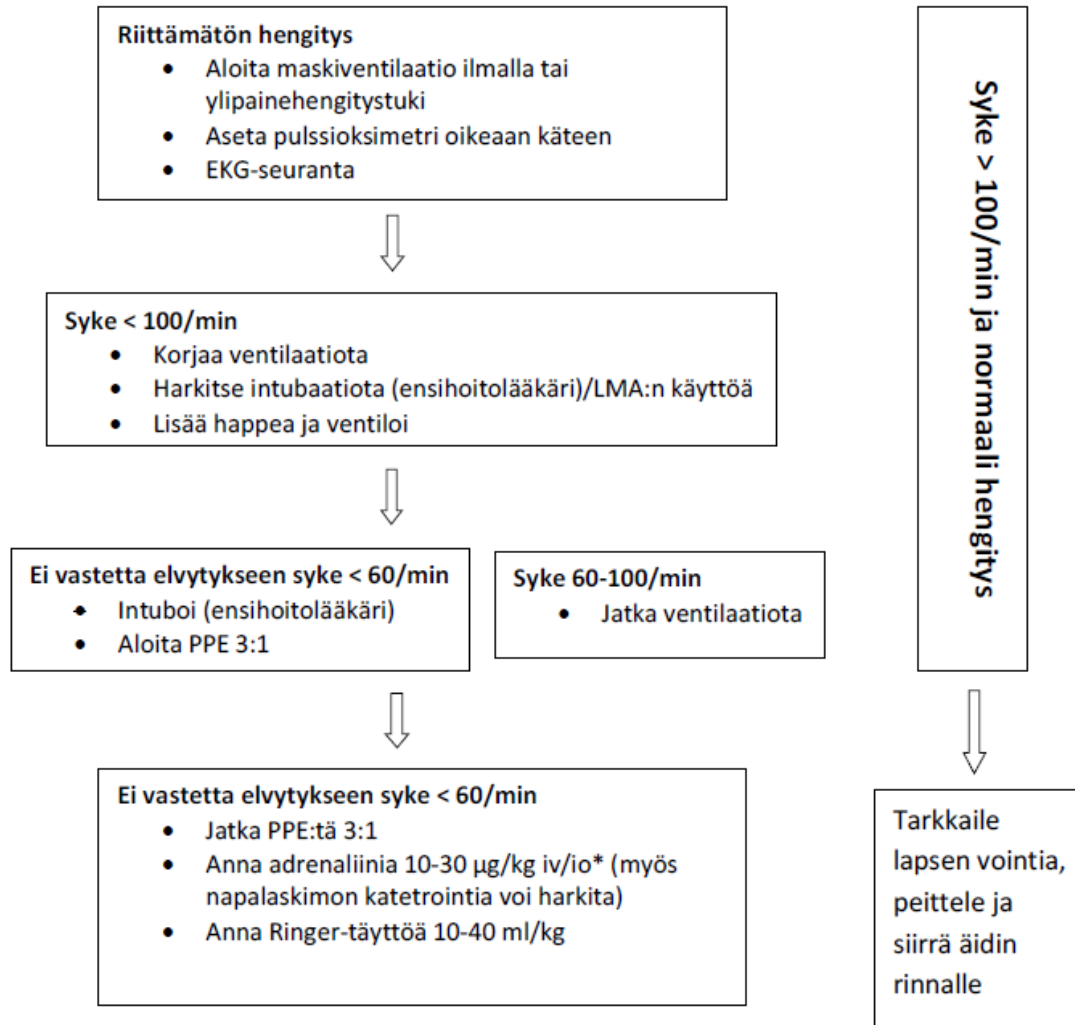 Riittämätön hengitys
• Aloita maskiventilaatio ilmalla tai
ylipainehengitystuki
• Aseta pulssioksimetri oikeaan käteen
• EKG-seuranta
Syke < 100/min
• Korjaa ventilaatiota
• Harkitse intubaatiota (ensihoitolääkäri)/LMA:n käyttöä
• Lisää happea ja ventiloi
Ei vastetta elvytykseen syke < 60/min
• Intuboi (ensihoitolääkäri)
• Aloita PPE 3:1
Syke 60-100/min
• Jatka ventilaatiota
Ei vastetta elvytykseen syke < 60/min
• Jatka PPE:tä 3:1
• Anna adrenaliinia 10-30 µg/kg iv/io* (myös
napalaskimon katetrointia voi harkita)
• Anna Ringer-täyttöä 10-40 ml/kg
Syke > 100/min ja normaali hengitys
Tarkkaile
lapsen vointia,
peittele ja
siirrä äidin
rinnalle